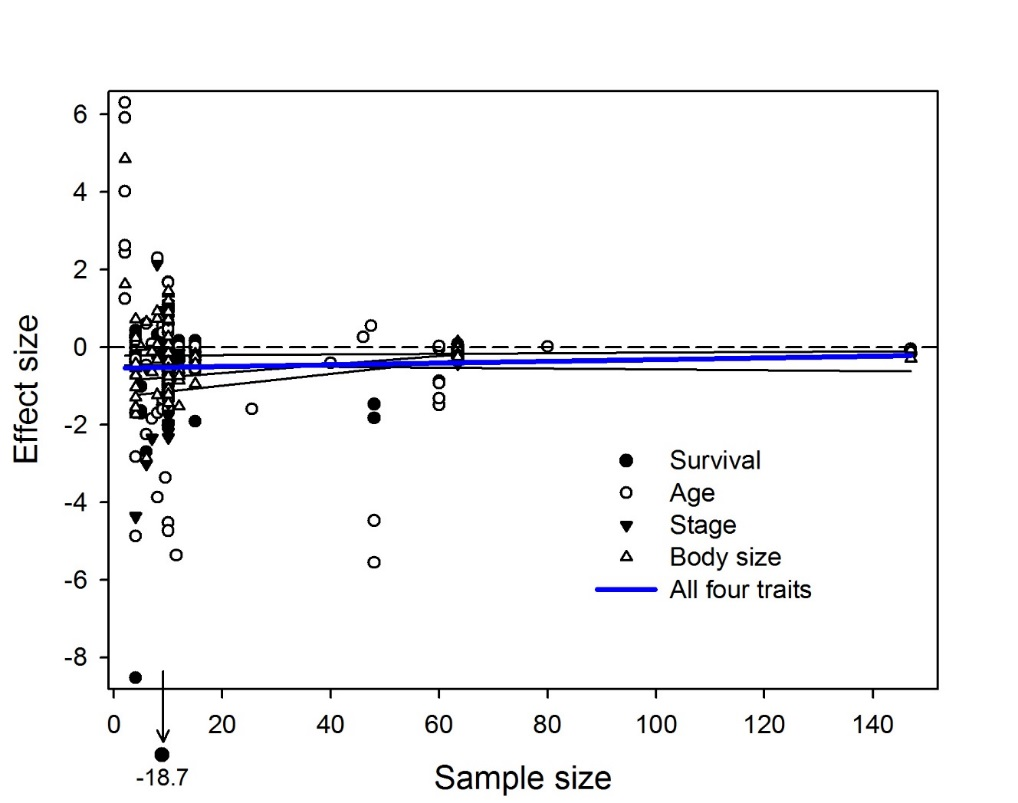 6
4
2
0
-2
-4
-6
-8
Effect size
Survival
Age
Stage
Body size
All four traits
0 20 40 60 80 100 120 140
-18.7
Sample size